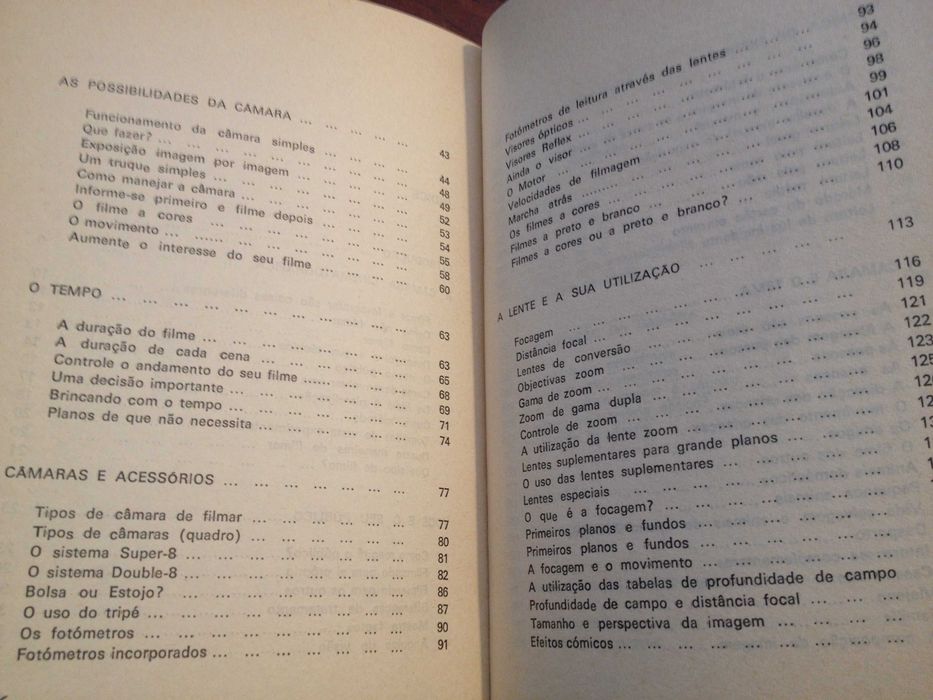 AS POSSIBILIDADES DA CÂMARA ... ... ... ... 43
Funcionamento da câmara simples ... ... ... ... 44
Que fazer? ... ... ... ... ... ... ... ... 48
Exposição imagem por imagem ... ... ... ... 49
Um truque simples ... ... ... ... ... ... 52
Como manejar a câmara ... ... ... ... ... 53
Informe-se primeiro e filme depois ... ... ... 54
O filme a cores ... ... ... ... ... ... 55
O movimento ... ...... ... ... ... ... ... 58
Aumente o interesse do seu filme ... ... ... 60
O TEMPO ... ... ... ... ... ... ... ... 63
A duração do filme ... ... ... ... ... ... 63
A duração de cada cena ... ... ... ... ... 65
Controle o andamento do seu filme ...... ... ... 68
Uma decisão importante ... ... ... ... ... 69
Brincando com o tempo ... ... ... ... ... 71
Planos de que não necessita ... ... ... ... 74
CÂMARAS E ACESSÓRIOS ... ... ... ... ... 77
Tipos de câmara de filmar ... ... ... ... ... 77
Tipos de câmaras (quadro) ... ... ... ... ... 80
O sistema Super-8 ... ... ... ... ... ... 81
O sistema Double-8 ... ... ... ... ... ... 82
Bolsa ou Estojo? ... ... ... ... ... ... 86
O uso do tripé ... ... ... ... ... ... ... 87
Os fotómetros ... ... ... ... ... ... ... 90
Fotómetros incorporados ... ... ... ... ... 91
Fotómetros de leitura através das lentes ... ... ... 93
Visores ópticos ... ... ... ... ... ... ... 94
Visores Reflex ... ... ... ... ... ... ... 96
Ainda o visor ... ... ... ... ... ... ... 98
O Motor ... ... ... ... ... ... ... ... 99
Velocidades de filmagem ... ... ... ... ... 101
Marcha atrás ......... ... ... ... ... ... 104
Os filmes a cores ... ... ... ... ... ... 106
Filmes a preto e branco ... ... ... ... ... 108
Filmes a cores ou a preto e branco? ... ... ... 110
A LENTE E A SUA UTILIZAÇÃO ... ... ... ... 113
Focagem ... ... ... ... ... ... ... ... 116
Distância focal ... ... ... ... ... ... ... 119
Lentes de conversão ... ... ... ... ... ... 121
Objectivas zoom ... ... ... ... ... ... 122
Gama de zoom ... ... ... ... ... ... ... 123
Zoom de gama dupla ... ... ... ... ... ... 125
Controle de zoom ... ... ... ... ... ...
A utilização da lente zoom ... ... ... ... ...
Lentes suplementares para grande planos ... ... ...
O uso das lentes suplementares ... ... ... ...
Lentes especiais ... ... ... ... ... ...
O que é a focagem? ... ... ... ... ... ...
Primeiros planos e fundos ... ... ... ... ...
Primeiros planos e fundos ... ... ... ... ...
A focagem e o movimento ... ... ... ... ...
A utilização das tabelas de profundidade de campo
Profundidade de campo e distância focal ... ... ...
Tamanho e perspectiva da imagem ... ... ... ...
Efeitos cómicos ... ... ... ... ... ... ...